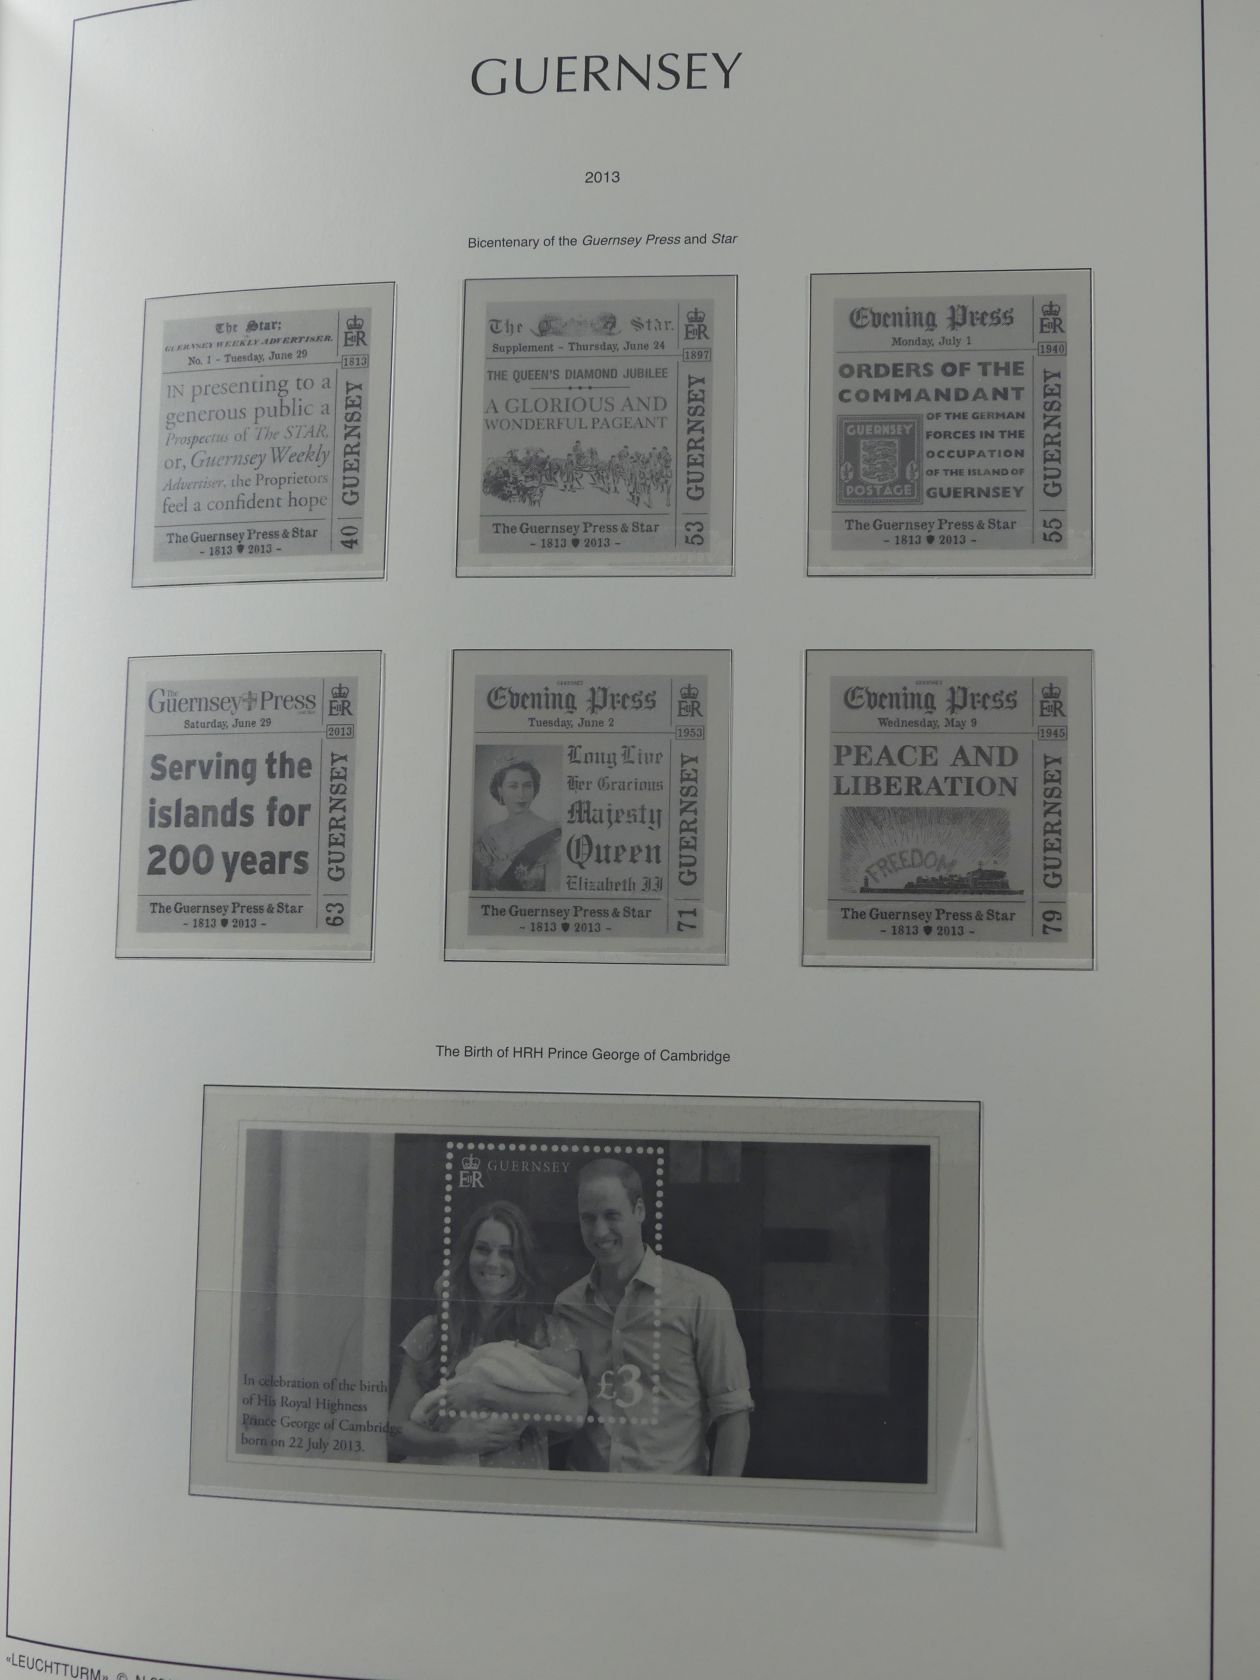 GUERNSEY
2013
Bicentenary of the Guernsey Press and Star
The Star;
GUERNSEY WEEKLY ADVERTISER.
No. 1 - Tuesday, June 29
IN presenting to a
generous public a
Prospectus of The STAR,
or, Guernsey Weekly
Advertiser, the Proprietors
feel a confident hope
The Guernsey Press & Star
- 1813 2013 -
EIIR
1813
GUERNSEY
40
The Star.
Supplement - Thursday, June 24
THE QUEEN'S DIAMOND JUBILEE
A GLORIOUS AND
WONDERFUL PAGEANT
The Guernsey Press & Star
- 1813 2013 -
EIIR
1897
GUERNSEY
53
Evening Press
Monday, July 1
ORDERS OF THE
COMMANDANT
OF THE GERMAN
FORCES IN THE
OCCUPATION
OF THE ISLAND OF
GUERNSEY
GUERNSEY
POSTAGE
The Guernsey Press & Star
- 1813 2013 -
EIIR
1940
GUERNSEY
55
The
Guernsey Press
Saturday, June 29
Serving the
islands for
200 years
The Guernsey Press & Star
- 1813 2013 -
EIIR
2013
GUERNSEY
63
GUERNSEY
Evening Press
Tuesday, June 2
Long Live
Her Gracious
Majesty
Queen
Elizabeth II
The Guernsey Press & Star
- 1813 2013 -
EIIR
1953
GUERNSEY
71
GUERNSEY
Evening Press
Wednesday, May 9
PEACE AND
LIBERATION
FREEDOM
The Guernsey Press & Star
- 1813 2013 -
EIIR
1945
GUERNSEY
79
The Birth of HRH Prince George of Cambridge
EIIR GUERNSEY
£3
In celebration of the birth
of His Royal Highness
Prince George of Cambridge
born on 22 July 2013.
«LEUCHTTURM» © N